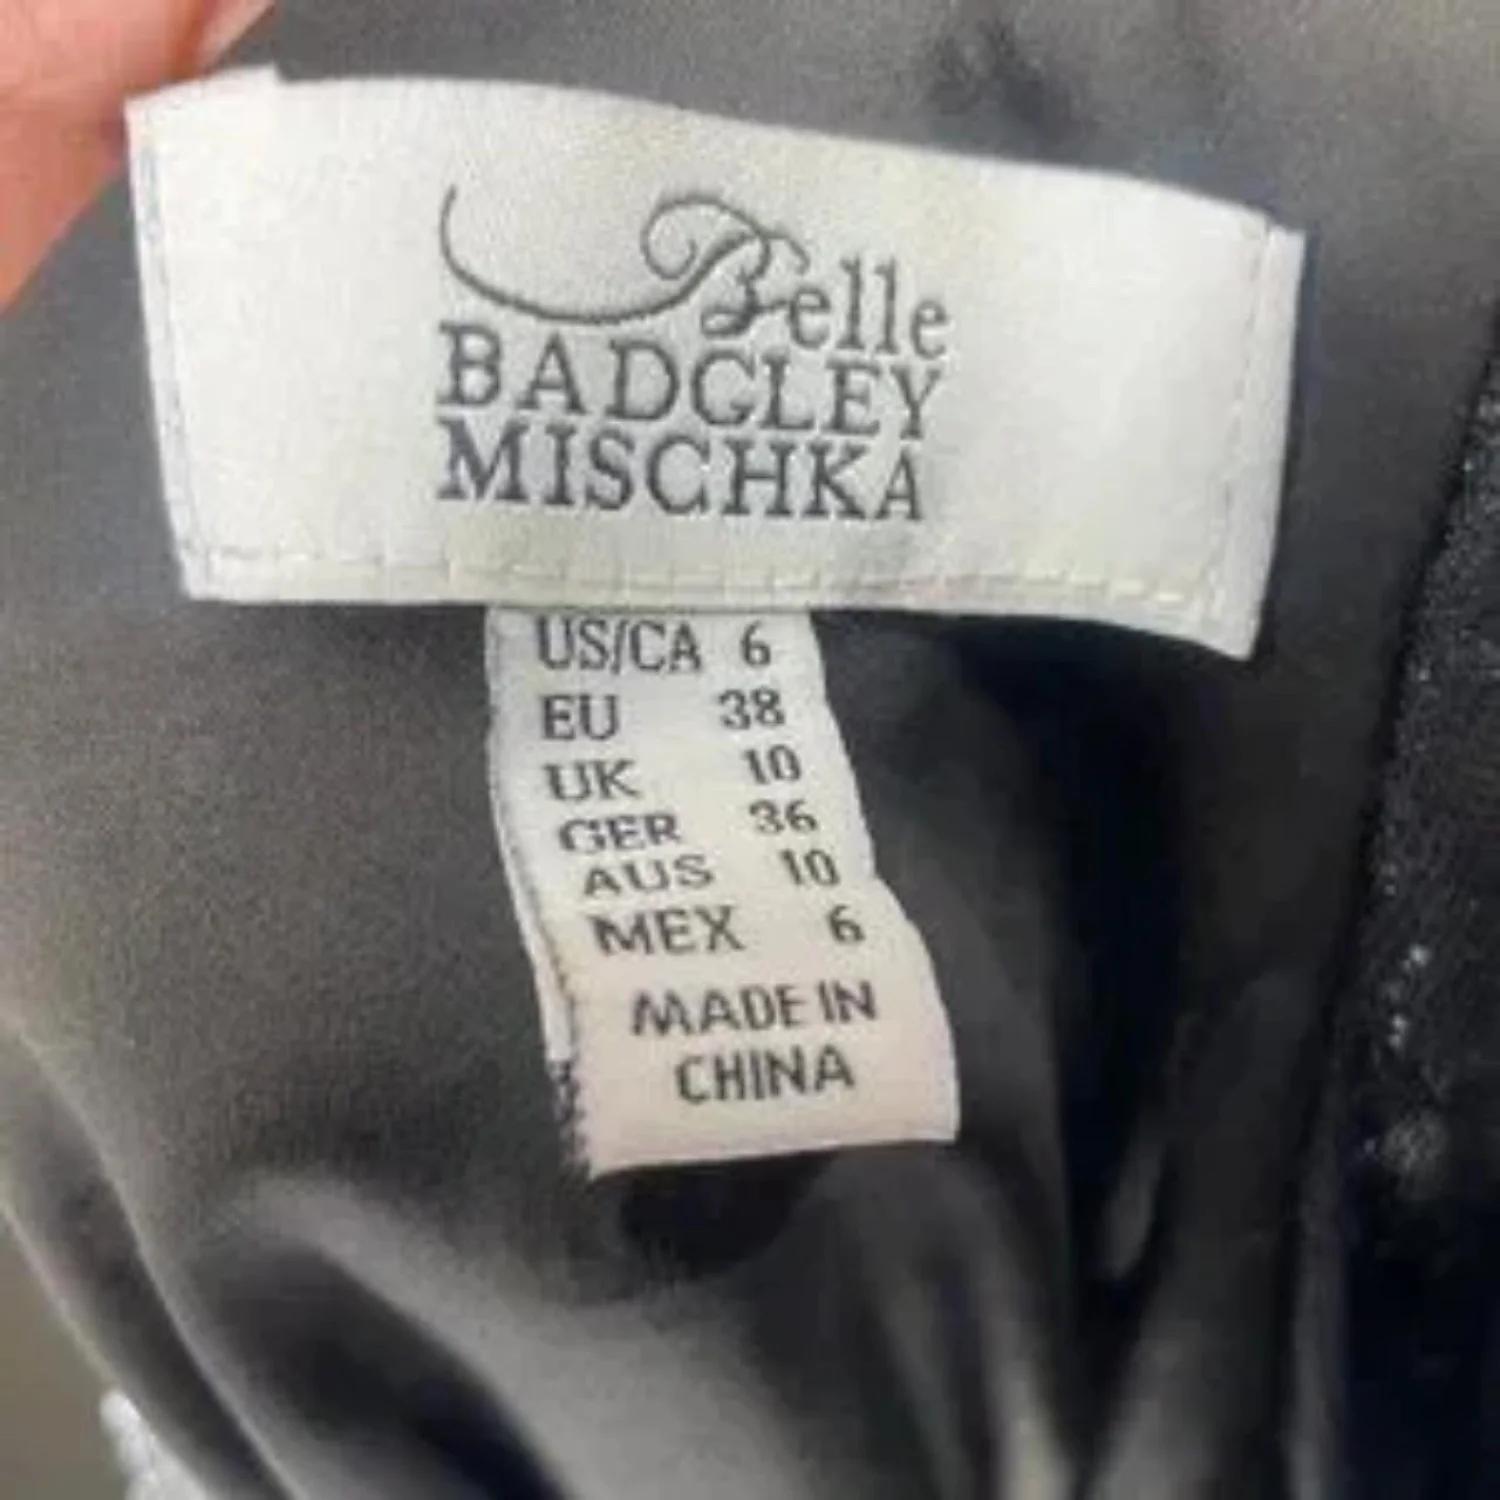 Belle
BADGLEY
MISCHKA
US/CA 6
EU 38
UK 10
GER 36
AUS 10
MEX 6
MADE IN
CHINA